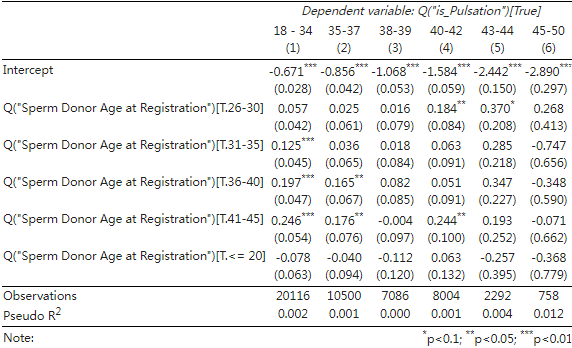 Dependent variable: Q("is_Pulsation")[True]
18 - 34 35-37 38-39 40-42 43-44 45-50
(1) (2) (3) (4) (5) (6)
Intercept -0.671*** -0.856*** -1.068*** -1.584*** -2.442*** -2.890***
(0.028) (0.042) (0.053) (0.059) (0.150) (0.297)
Q("Sperm Donor Age at Registration")[T.26-30] 0.057 0.025 0.016 0.184** 0.370* 0.268
(0.042) (0.061) (0.079) (0.084) (0.208) (0.413)
Q("Sperm Donor Age at Registration")[T.31-35] 0.125*** 0.036 0.018 0.063 0.285 -0.747
(0.045) (0.065) (0.084) (0.091) (0.218) (0.656)
Q("Sperm Donor Age at Registration")[T.36-40] 0.197*** 0.165** 0.082 0.051 0.347 -0.348
(0.047) (0.067) (0.085) (0.091) (0.227) (0.590)
Q("Sperm Donor Age at Registration")[T.41-45] 0.246*** 0.176** -0.004 0.244** 0.193 -0.071
(0.054) (0.076) (0.097) (0.100) (0.252) (0.662)
Q("Sperm Donor Age at Registration")[T.<= 20] -0.078 -0.040 -0.112 0.063 -0.257 -0.368
(0.063) (0.094) (0.120) (0.132) (0.395) (0.779)
Observations 20116 10500 7086 8004 2292 758
Pseudo R2 0.002 0.001 0.000 0.001 0.004 0.012
Note: *p<0.1; **p<0.05; ***p<0.01